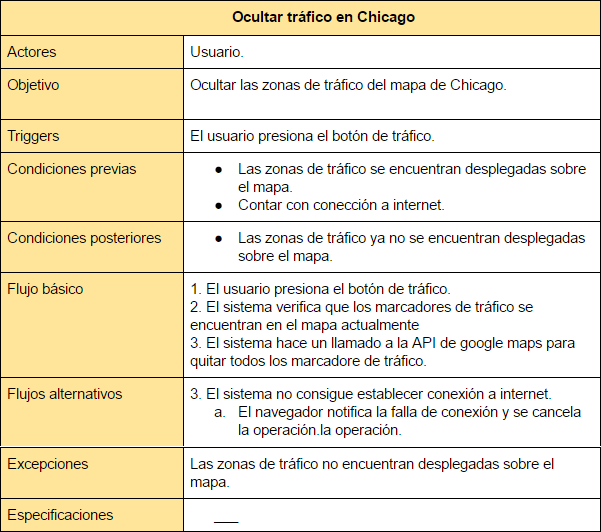 Ocultar tráfico en Chicago
Actores
Usuario.
Objetivo
Ocultar las zonas de tráfico del mapa de Chicago.
Triggers
El usuario presiona el botón de tráfico.
Condiciones previas
● Las zonas de tráfico se encuentran desplegadas sobre
el mapa.
● Contar con conección a internet.
Condiciones posteriores
● Las zonas de tráfico ya no se encuentran desplegadas
sobre el mapa.
Flujo básico
1. El usuario presiona el botón de tráfico.
2. El sistema verifica que los marcadores de tráfico se
encuentran en el mapa actualmente
3. El sistema hace un llamado a la API de google maps para
quitar todos los marcadore de tráfico.
Flujos alternativos
3. El sistema no consigue establecer conexión a internet.
a. El navegador notifica la falla de conexión y se cancela
la operación.la operación.
Excepciones
Las zonas de tráfico no encuentran desplegadas sobre el
mapa.
Especificaciones
___